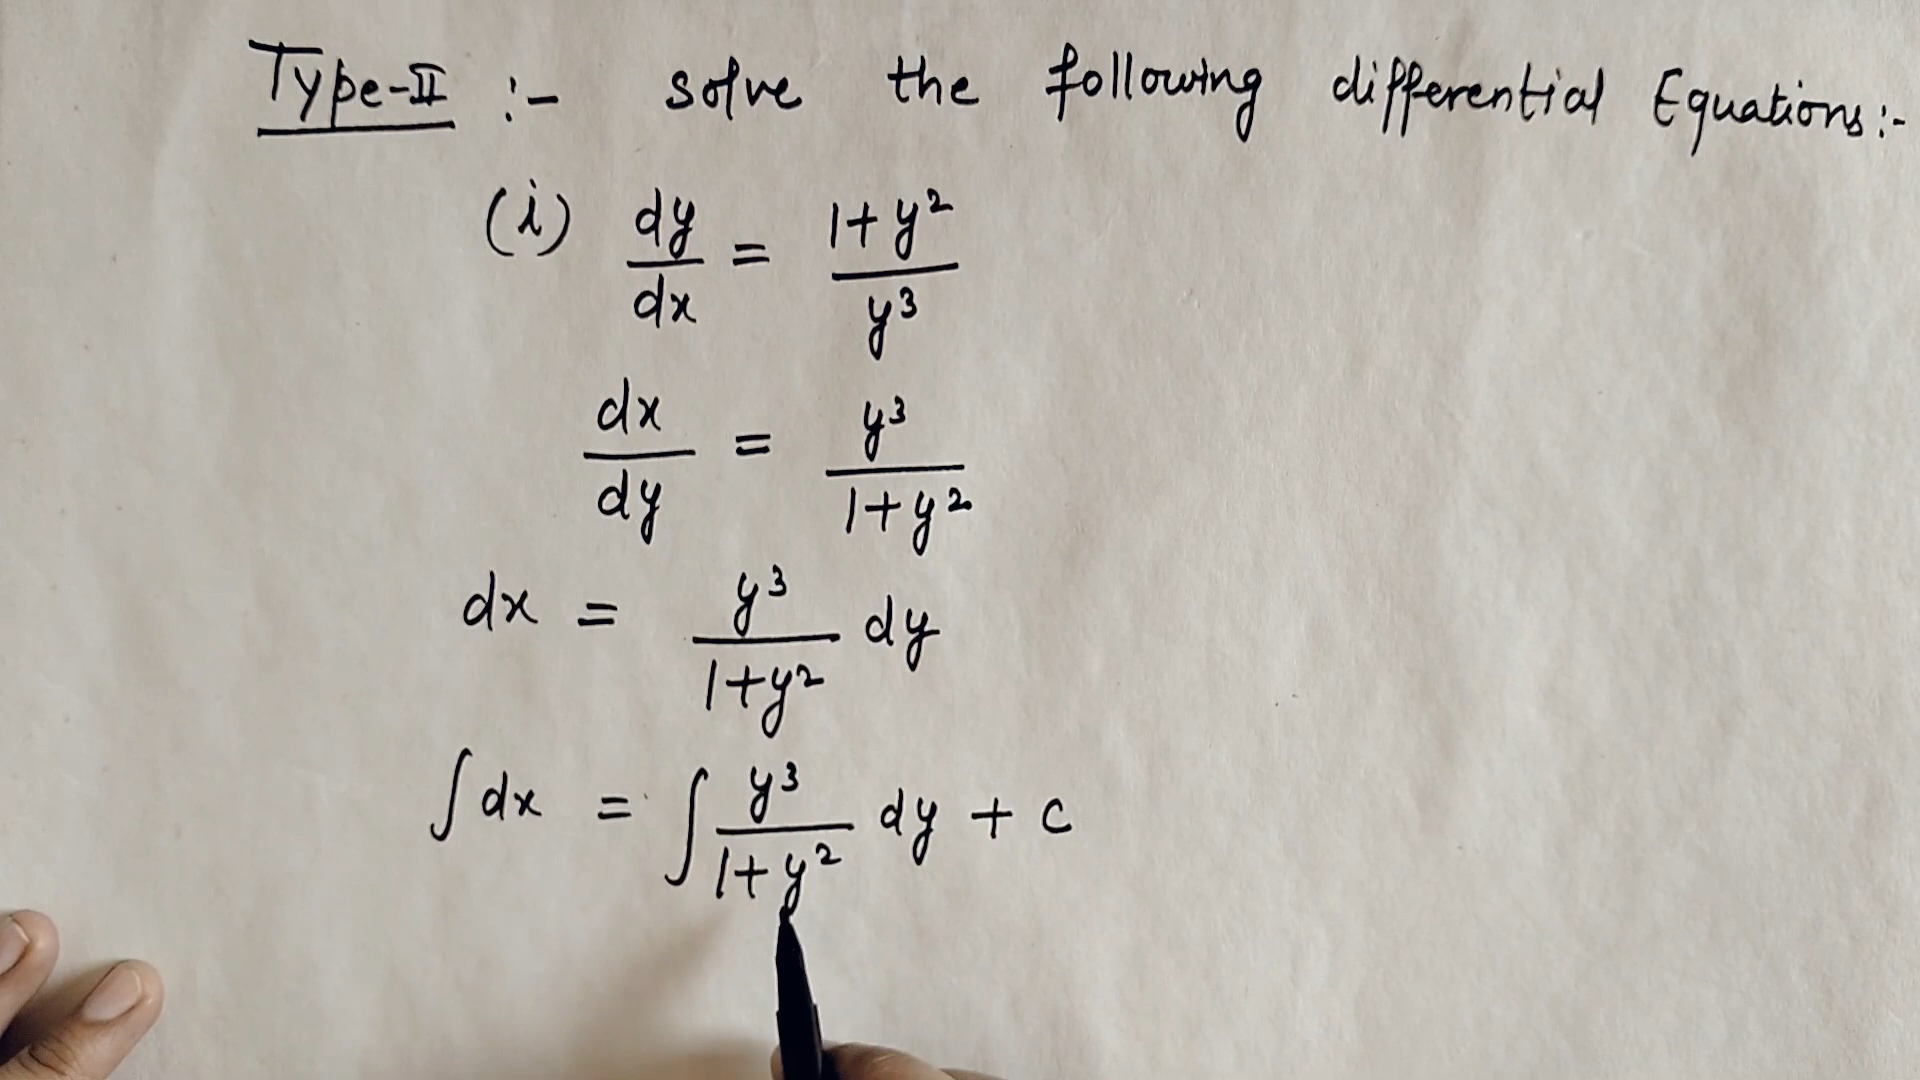 Type-II :- solve the following differential Equations:-
(i) dy/dx = 1+y²/y³
dx/dy = y³/1+y²
dx = y³/1+y² dy
∫dx = ∫y³/1+y² dy + c